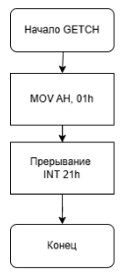 Начало GETCH
MOV AH, 01h
Прерывание
INT 21h
Конец